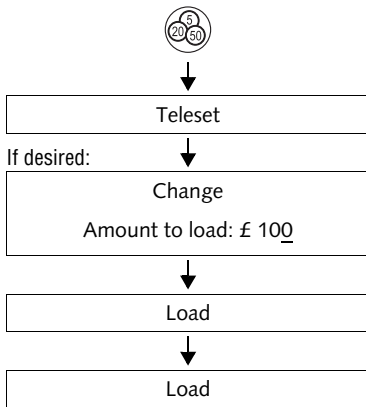 5
20 50
Teleset
If desired:
Change
Amount to load: £ 100
Load
Load